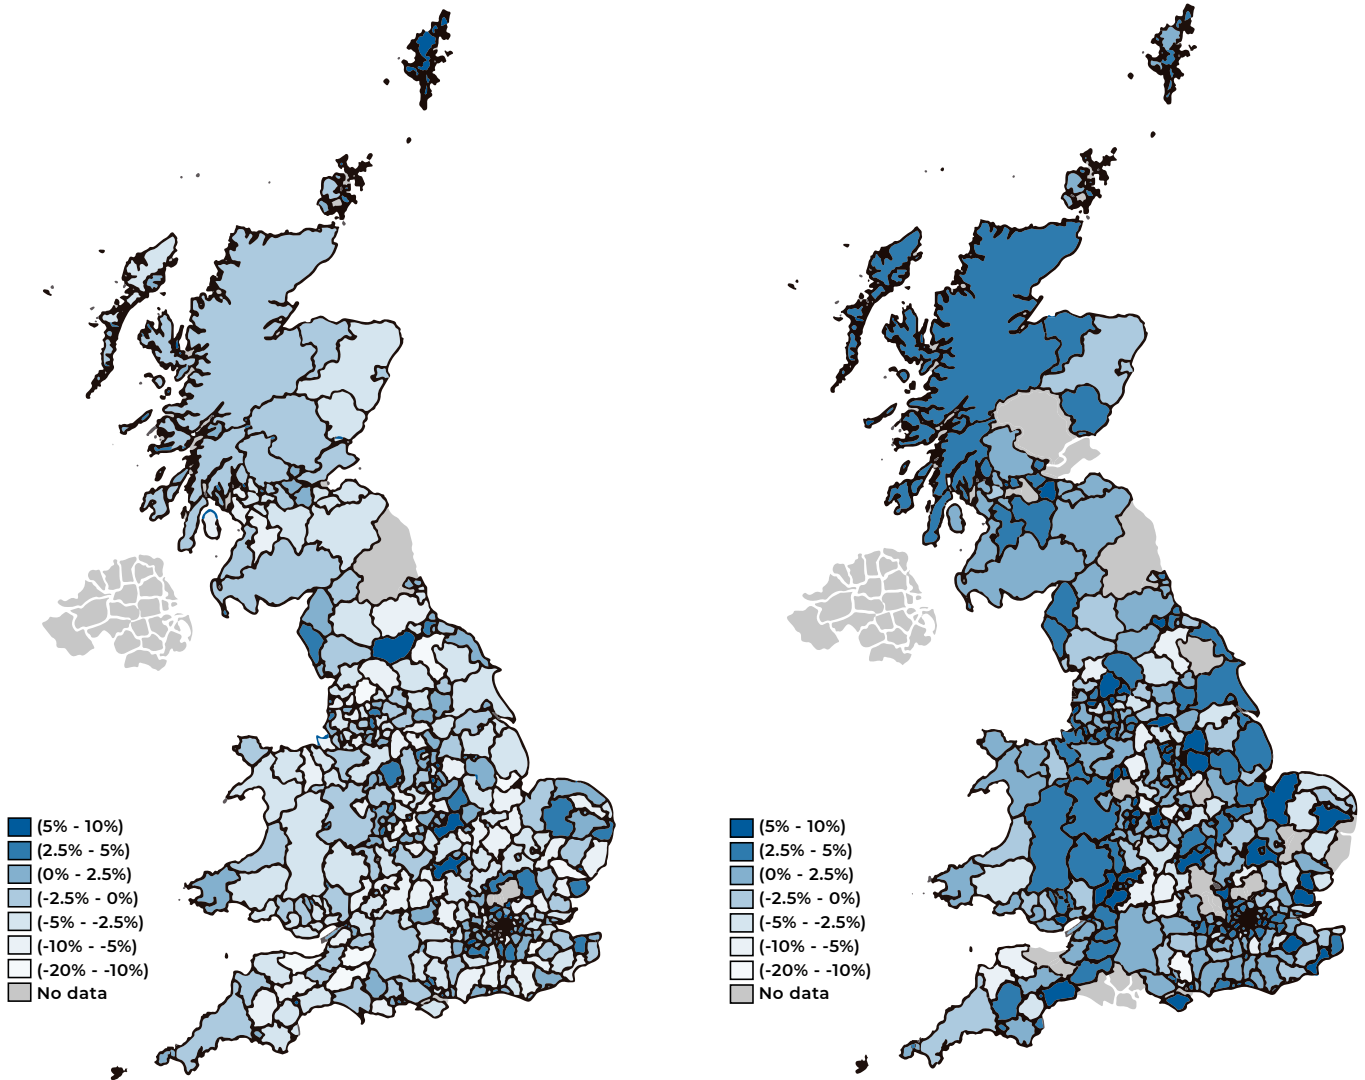 (5% - 10%)
(2.5% - 5%)
(0% - 2.5%)
(-2.5% - 0%)
(-5% - -2.5%)
(-10% - -5%)
(-20% - -10%)
No data
(5% - 10%)
(2.5% - 5%)
(0% - 2.5%)
(-2.5% - 0%)
(-5% - -2.5%)
(-10% - -5%)
(-20% - -10%)
No data